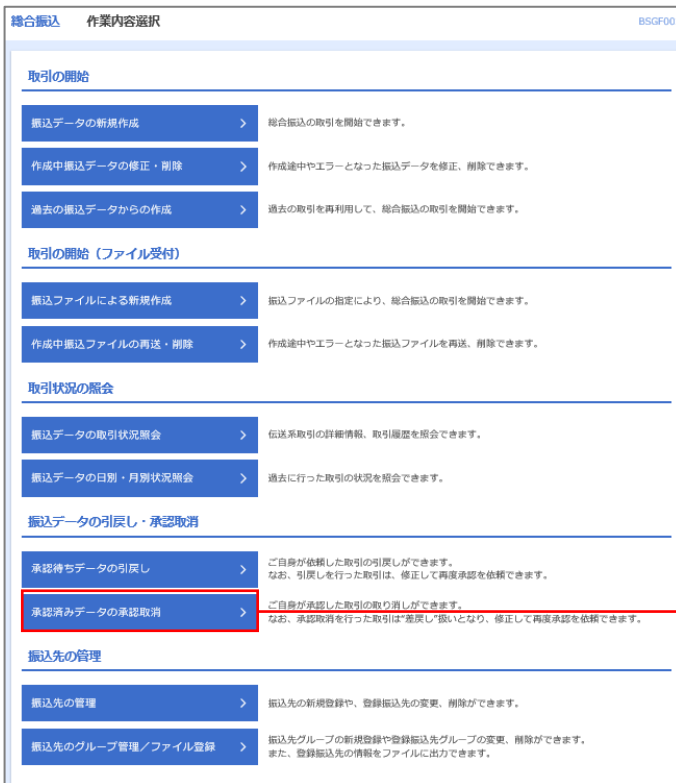 総合振込 作業内容選択 BSGF00
取引の開始
振込データの新規作成 総合振込の取引を開始できます。
作成中振込データの修正・削除 作成途中やエラーとなった振込データを修正、削除できます。
過去の振込データからの作成 過去の取引を再利用して、総合振込の取引を開始できます。
取引の開始（ファイル受付）
振込ファイルによる新規作成 振込ファイルの指定により、総合振込の取引を開始できます。
作成中振込ファイルの再送・削除 作成途中やエラーとなった振込ファイルを再送、削除できます。
取引状況の照会
振込データの取引状況照会 伝送系取引の詳細情報、取引履歴を照会できます。
振込データの日別・月別状況照会 過去に行った取引の状況を照会できます。
振込データの引戻し・承認取消
承認待ちデータの引戻し ご自身が依頼した取引の引戻しができます。
なお、引戻しを行った取引は、修正して再度承認を依頼できます。
承認済みデータの承認取消 ご自身が承認した取引の取り消しができます。
なお、承認取消を行った取引は“差戻し”扱いとなり、修正して再度承認を依頼できます。
振込先の管理
振込先の管理 振込先の新規登録や、登録振込先の変更、削除ができます。
振込先のグループ管理／ファイル登録 振込先グループの新規登録や登録振込先グループの変更、削除ができます。
また、登録振込先の情報をファイルに出力できます。